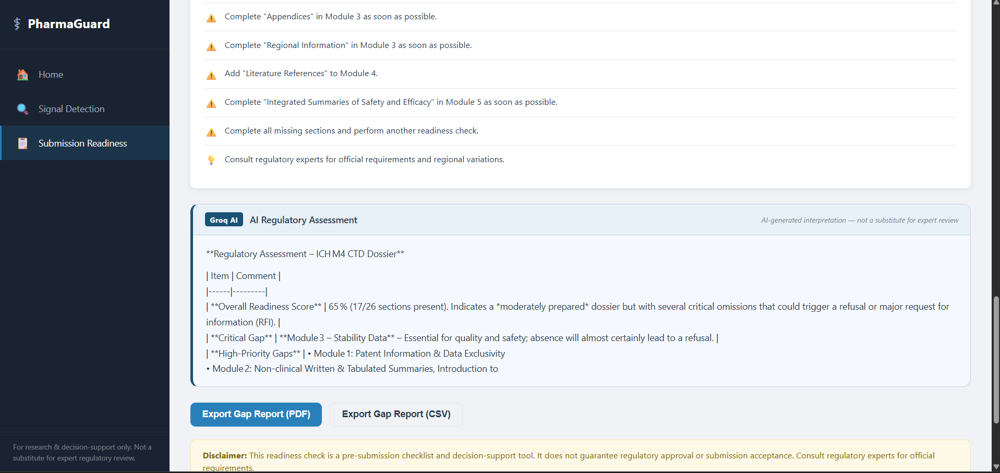 PharmaGuard
Home
Signal Detection
Submission Readiness
For research & decision-support only. Not a
substitute for expert regulatory review.
Complete "Appendices" in Module 3 as soon as possible.
Complete "Regional Information" in Module 3 as soon as possible.
Add "Literature References" to Module 4.
Complete "Integrated Summaries of Safety and Efficacy" in Module 5 as soon as possible.
Complete all missing sections and perform another readiness check.
Consult regulatory experts for official requirements and regional variations.
Groq AI AI Regulatory Assessment AI-generated interpretation — not a substitute for expert review
**Regulatory Assessment – ICH M4 CTD Dossier**
| Item | Comment |
|------|---------|
| **Overall Readiness Score** | 65 % (17/26 sections present). Indicates a *moderately prepared* dossier but with several critical omissions that could trigger a refusal or major request for
information (RFI). |
| **Critical Gap** | **Module 3 – Stability Data** – Essential for quality and safety; absence will almost certainly lead to a refusal. |
| **High-Priority Gaps** | • Module 1: Patent Information & Data Exclusivity
• Module 2: Non-clinical Written & Tabulated Summaries, Introduction to
Export Gap Report (PDF) Export Gap Report (CSV)
Disclaimer: This readiness check is a pre-submission checklist and decision-support tool. It does not guarantee regulatory approval or submission acceptance. Consult regulatory experts for official
requirements.